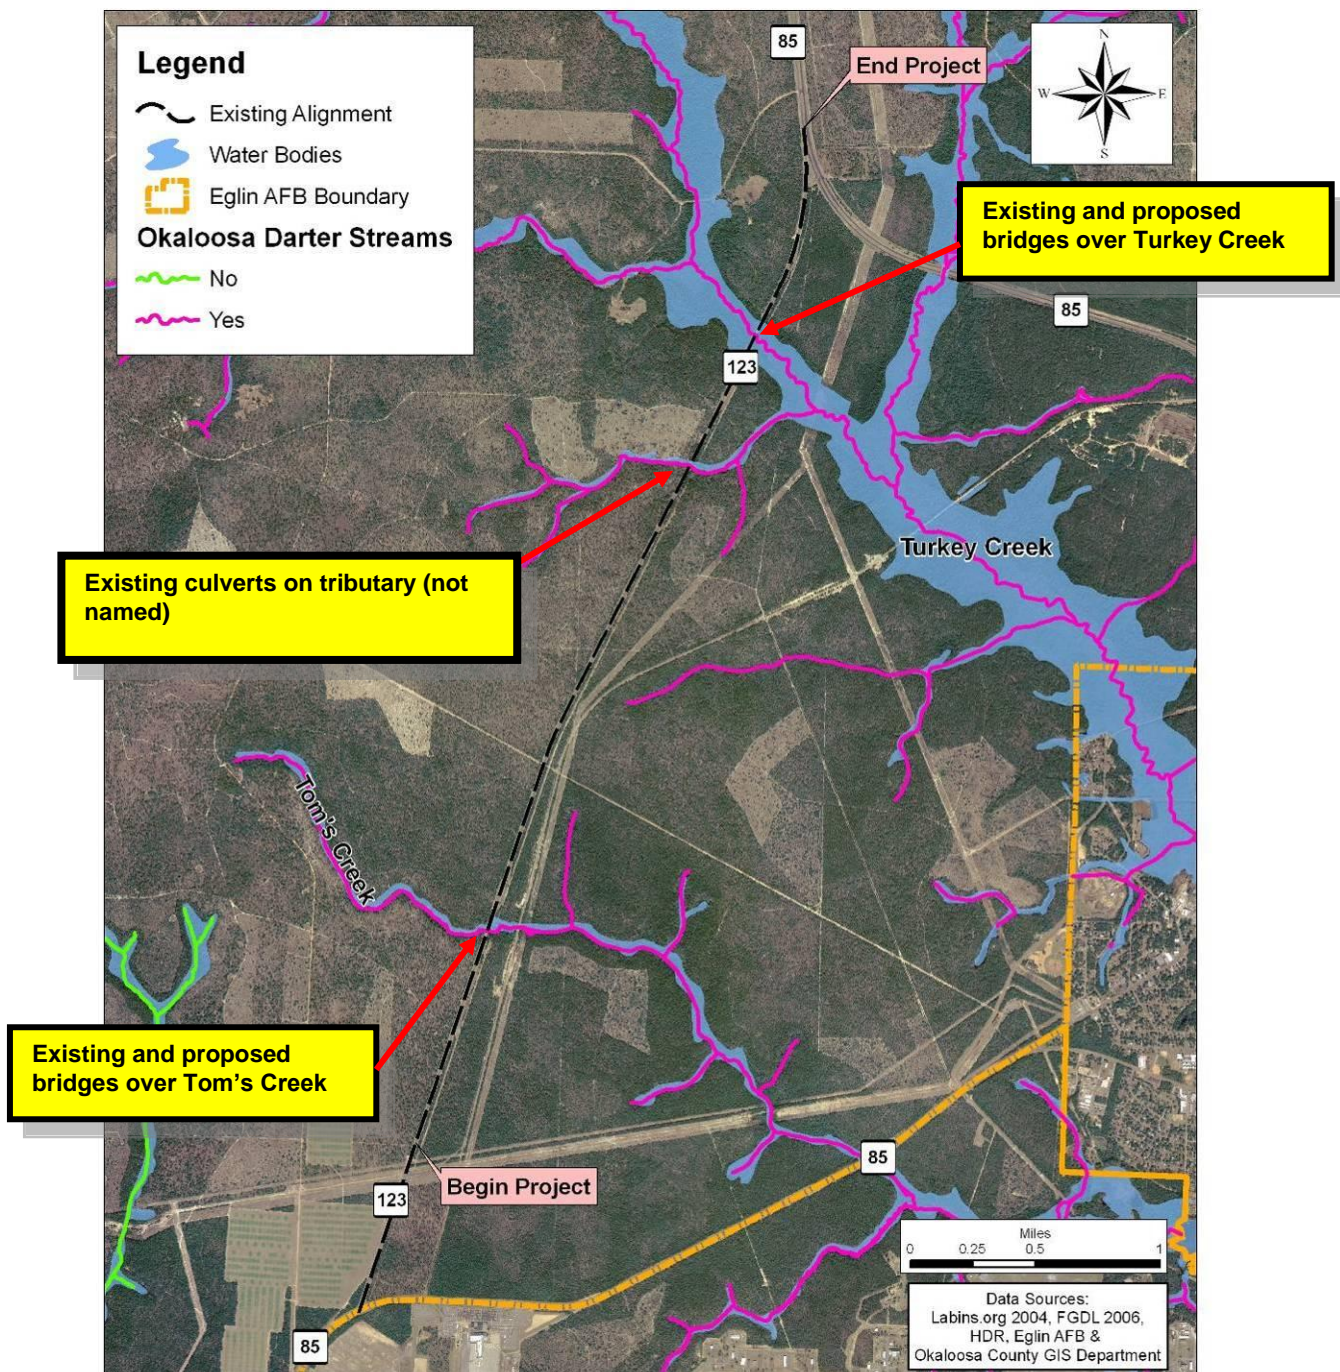 Legend
Existing Alignment
Water Bodies
Eglin AFB Boundary
Okaloosa Darter Streams
No
Yes
85
End Project
N
W
E
S
Existing and proposed
bridges over Turkey Creek
85
123
Turkey Creek
Existing culverts on tributary (not
named)
Tom's Creek
Existing and proposed
bridges over Tom's Creek
Begin Project
123
85
85
Miles
0 0.25 0.5 1
Data Sources:
Labins.org 2004, FGDL 2006,
HDR, Eglin AFB &
Okaloosa County GIS Department